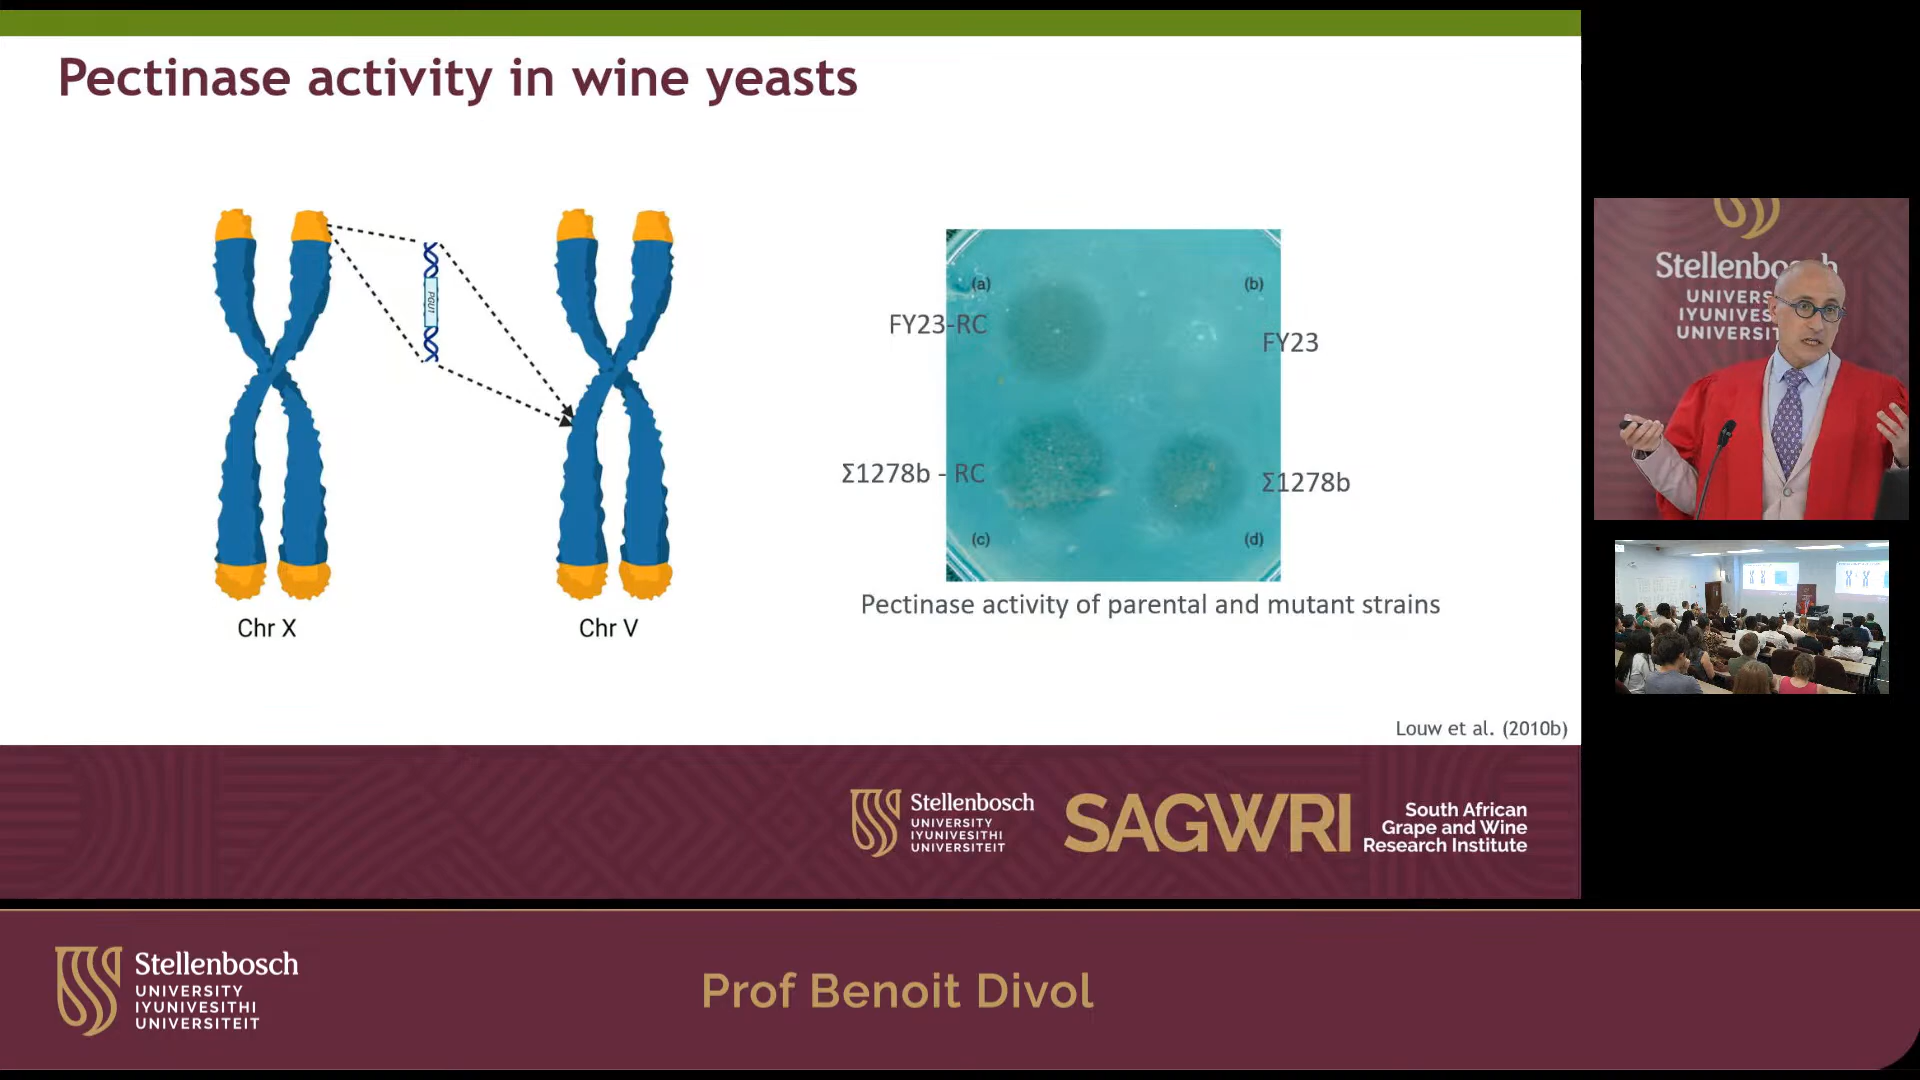 Pectinase activity in wine yeasts
PGU1
Chr X
Chr V
(a)
(b)
FY23-RC
FY23
Σ1278b - RC
Σ1278b
(c)
(d)
Pectinase activity of parental and mutant strains
Louw et al. (2010b)
Stellenbosch
UNIVERSITY
IYUNIVESITHI
UNIVERSITEIT
SAGWRI
South African
Grape and Wine
Research Institute
Stellenbosch
UNIVERS
IYUNIVES
UNIVERSIT
Stellenbosch
UNIVERSITY
IYUNIVESITHI
UNIVERSITEIT
Prof Benoit Divol